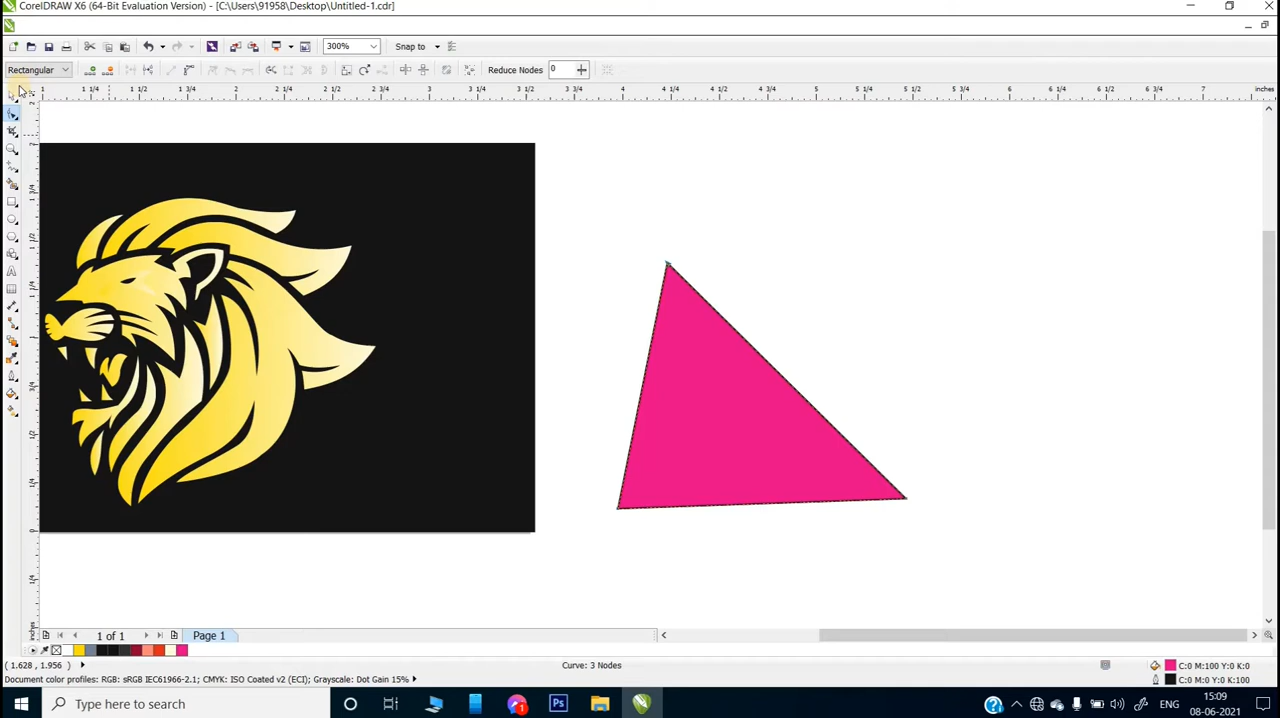 CorelDRAW X6 (64-Bit Evaluation Version) - [C:\Users\91958\Desktop\Untitled-1.cdr]
300%
Snap to
Rectangular
Reduce Nodes 0
1 1 1/4 1 1/2 1 3/4 2 2 1/4 2 1/2 2 3/4 3 3 1/4 3 1/2 3 3/4 4 4 1/4 4 1/2 4 3/4 5 5 1/4 5 1/2 5 3/4 6 6 1/4 6 1/2 6 3/4 7 inches
1 of 1
Page 1
( 1.628 , 1.956 )
Curve: 3 Nodes
C:0 M:100 Y:0 K:0
Document color profiles: RGB: sRGB IEC61966-2.1; CMYK: ISO Coated v2 (ECI); Grayscale: Dot Gain 15%
C:0 M:0 Y:0 K:100
Type here to search
Ps
1
ENG
15:09
08-06-2021